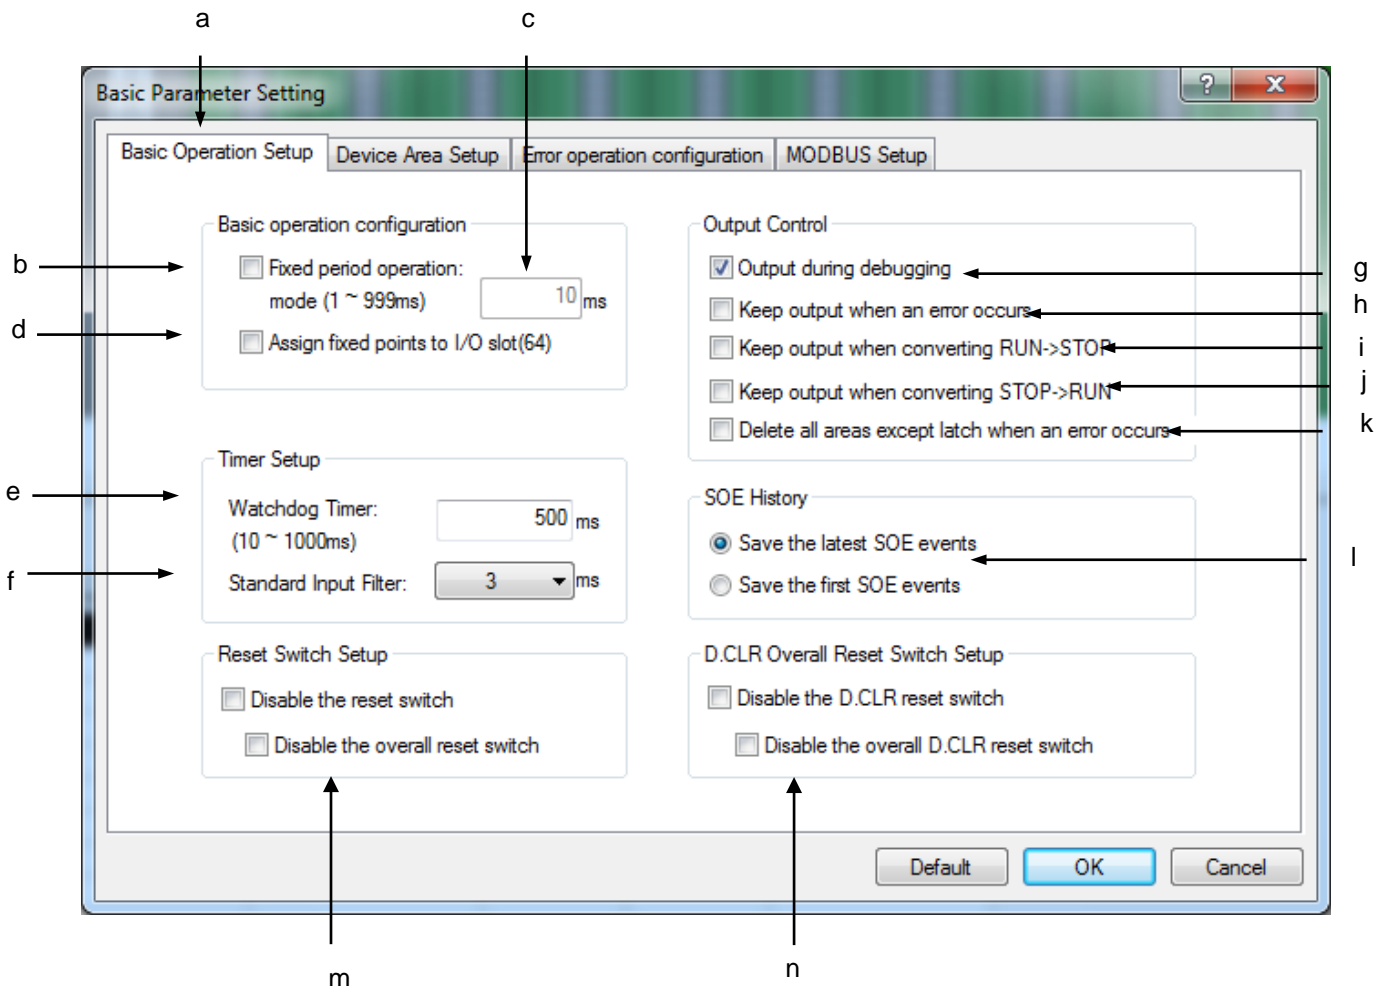 a
c
Basic Parameter Setting
?
x
Basic Operation Setup
Device Area Setup
Error operation configuration
MODBUS Setup
Basic operation configuration
b
Fixed period operation:
mode (1 ~ 999ms)
10 ms
d
Assign fixed points to I/O slot(64)
Output Control
Output during debugging
g
Keep output when an error occurs
h
Keep output when converting RUN->STOP
i
Keep output when converting STOP->RUN
j
Delete all areas except latch when an error occurs
k
Timer Setup
e
Watchdog Timer:
(10 ~ 1000ms)
500 ms
f
Standard Input Filter:
3 ms
SOE History
Save the latest SOE events
l
Save the first SOE events
Reset Switch Setup
Disable the reset switch
Disable the overall reset switch
D.CLR Overall Reset Switch Setup
Disable the D.CLR reset switch
Disable the overall D.CLR reset switch
Default
OK
Cancel
m
n